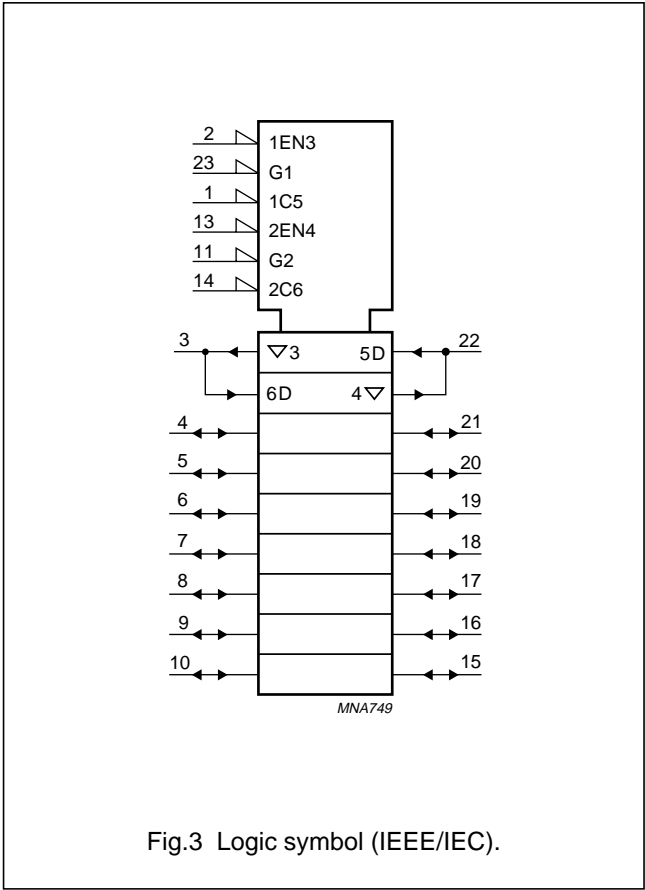 2 1EN3
23 G1
1 1C5
13 2EN4
11 G2
14 2C6
3 ▽3 5D 22
6D 4▽
4 21
5 20
6 19
7 18
8 17
9 16
10 15
MNA749
Fig.3 Logic symbol (IEEE/IEC).